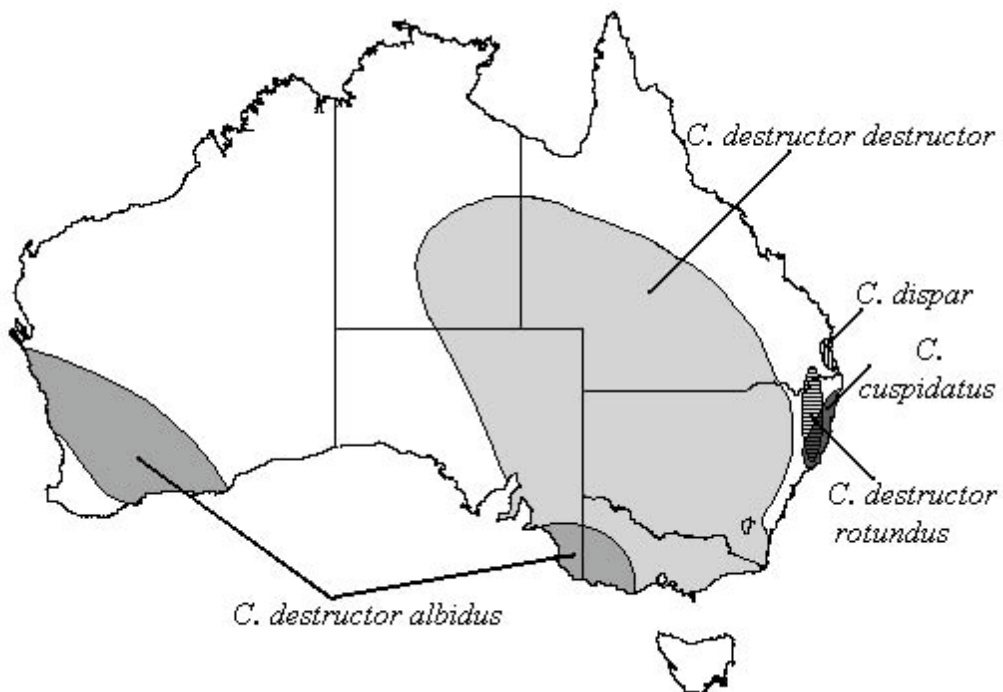 C. destructor destructor
C. dispar
C.
cuspidatus
C. destructor
rotundus
C. destructor albidus